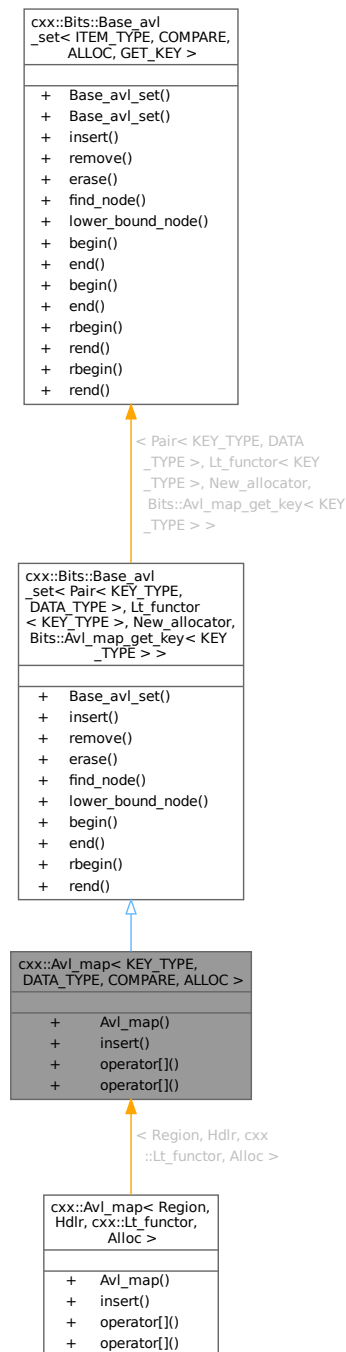 cxx::Bits::Base_avl
_set< ITEM_TYPE, COMPARE,
ALLOC, GET_KEY >
+ Base_avl_set()
+ Base_avl_set()
+ insert()
+ remove()
+ erase()
+ find_node()
+ lower_bound_node()
+ begin()
+ end()
+ begin()
+ end()
+ rbegin()
+ rend()
+ rbegin()
+ rend()
< Pair< KEY_TYPE, DATA
_TYPE >, Lt_functor< KEY
_TYPE >, New_allocator,
Bits::Avl_map_get_key< KEY
_TYPE > >
cxx::Bits::Base_avl
_set< Pair< KEY_TYPE,
DATA_TYPE >, Lt_functor
< KEY_TYPE >, New_allocator,
Bits::Avl_map_get_key< KEY
_TYPE > >
+ Base_avl_set()
+ insert()
+ remove()
+ erase()
+ find_node()
+ lower_bound_node()
+ begin()
+ end()
+ rbegin()
+ rend()
cxx::Avl_map< KEY_TYPE,
DATA_TYPE, COMPARE, ALLOC >
+ Avl_map()
+ insert()
+ operator[]()
+ operator[]()
< Region, Hdlr, cxx
::Lt_functor, Alloc >
cxx::Avl_map< Region,
Hdlr, cxx::Lt_functor,
Alloc >
+ Avl_map()
+ insert()
+ operator[]()
+ operator[]()